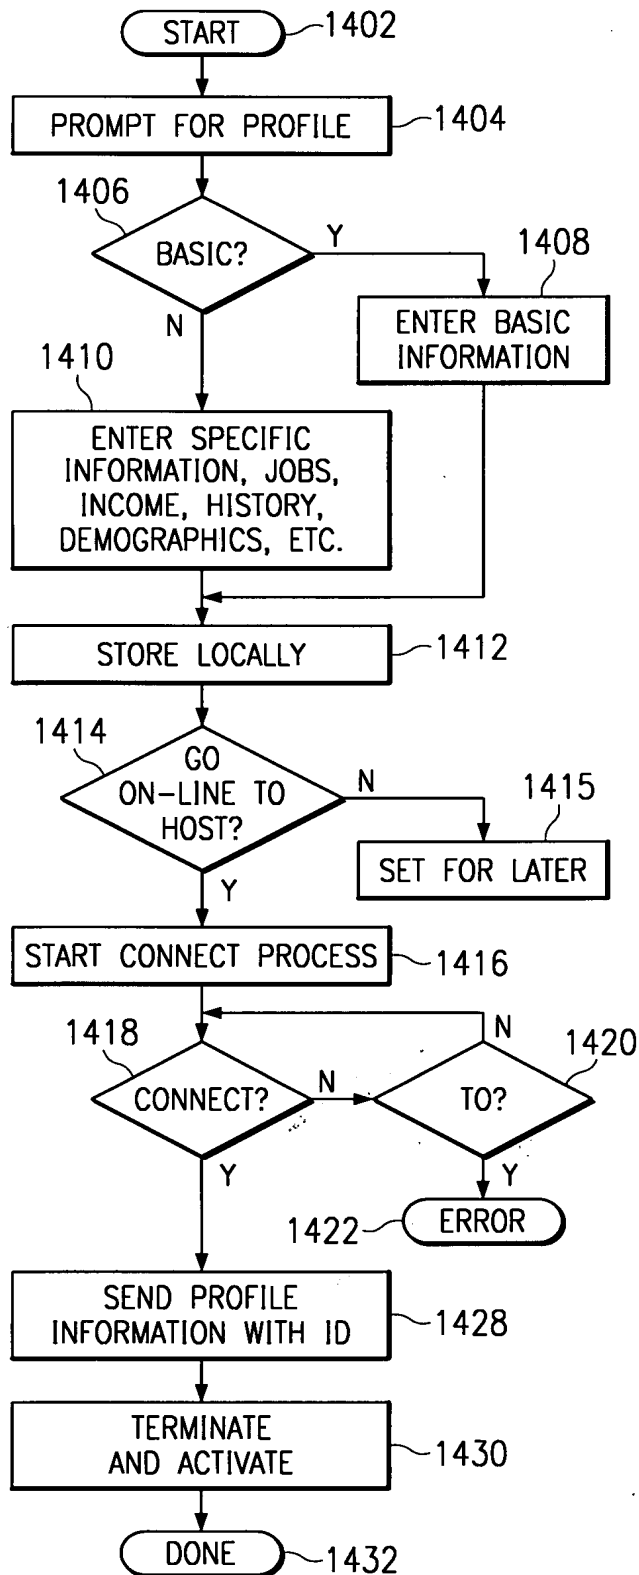 START
1402
PROMPT FOR PROFILE
1404
1406
BASIC?
Y
N
1408
ENTER BASIC
INFORMATION
1410
ENTER SPECIFIC
INFORMATION, JOBS,
INCOME, HISTORY,
DEMOGRAPHICS, ETC.
STORE LOCALLY
1412
1414
GO
ON-LINE TO
HOST?
N
Y
1415
SET FOR LATER
START CONNECT PROCESS
1416
1418
CONNECT?
N
Y
1420
TO?
N
Y
1422
ERROR
SEND PROFILE
INFORMATION WITH ID
1428
TERMINATE
AND ACTIVATE
1430
DONE
1432